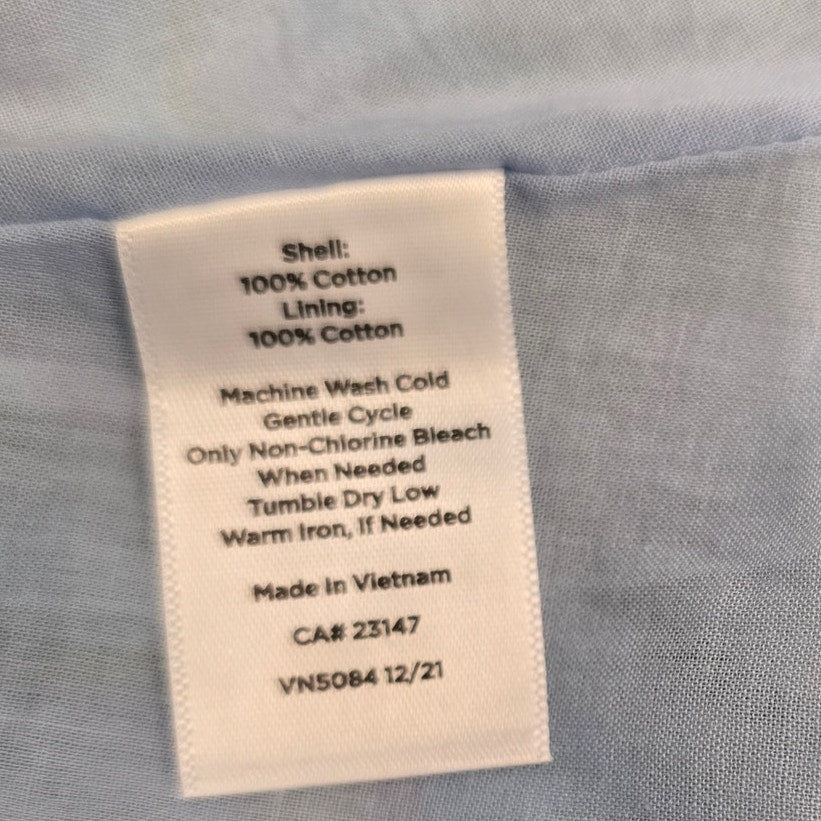 Shell:
100% Cotton
Lining:
100% Cotton
Machine Wash Cold
Gentle Cycle
Only Non-Chlorine Bleach
When Needed
Tumble Dry Low
Warm Iron, If Needed
Made In Vietnam
CA# 23147
VN5084 12/21